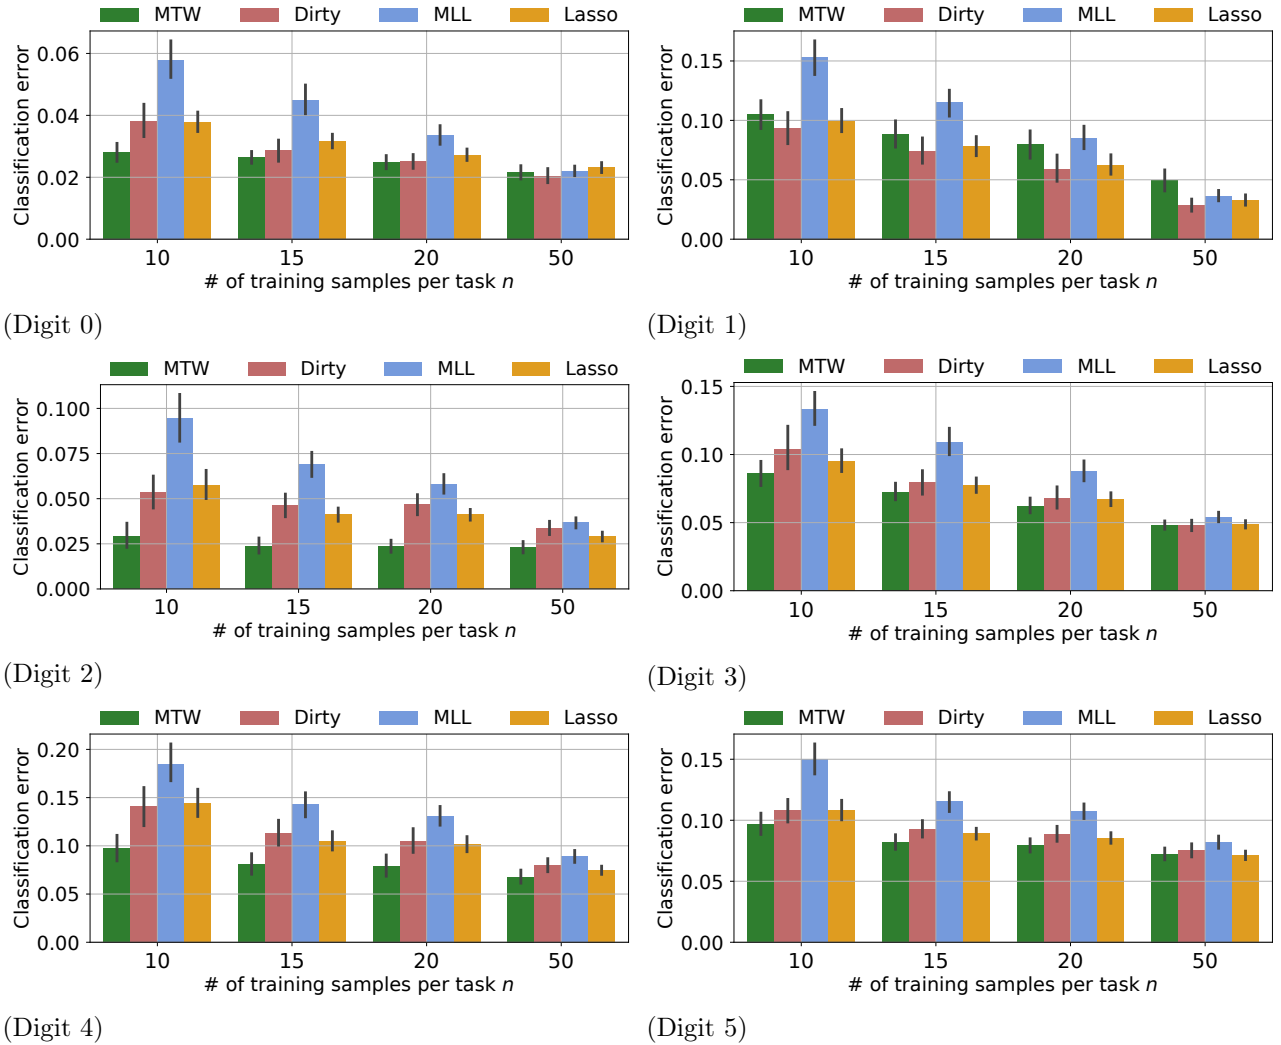 MTW Dirty MLL Lasso
Classification error
0.06
0.04
0.02
0.00
10 15 20 50
# of training samples per task n
(Digit 0)
MTW Dirty MLL Lasso
Classification error
0.15
0.10
0.05
0.00
10 15 20 50
# of training samples per task n
(Digit 1)
MTW Dirty MLL Lasso
Classification error
0.100
0.075
0.050
0.025
0.000
10 15 20 50
# of training samples per task n
(Digit 2)
MTW Dirty MLL Lasso
Classification error
0.15
0.10
0.05
0.00
10 15 20 50
# of training samples per task n
(Digit 3)
MTW Dirty MLL Lasso
Classification error
0.20
0.15
0.10
0.05
0.00
10 15 20 50
# of training samples per task n
(Digit 4)
MTW Dirty MLL Lasso
Classification error
0.15
0.10
0.05
0.00
10 15 20 50
# of training samples per task n
(Digit 5)